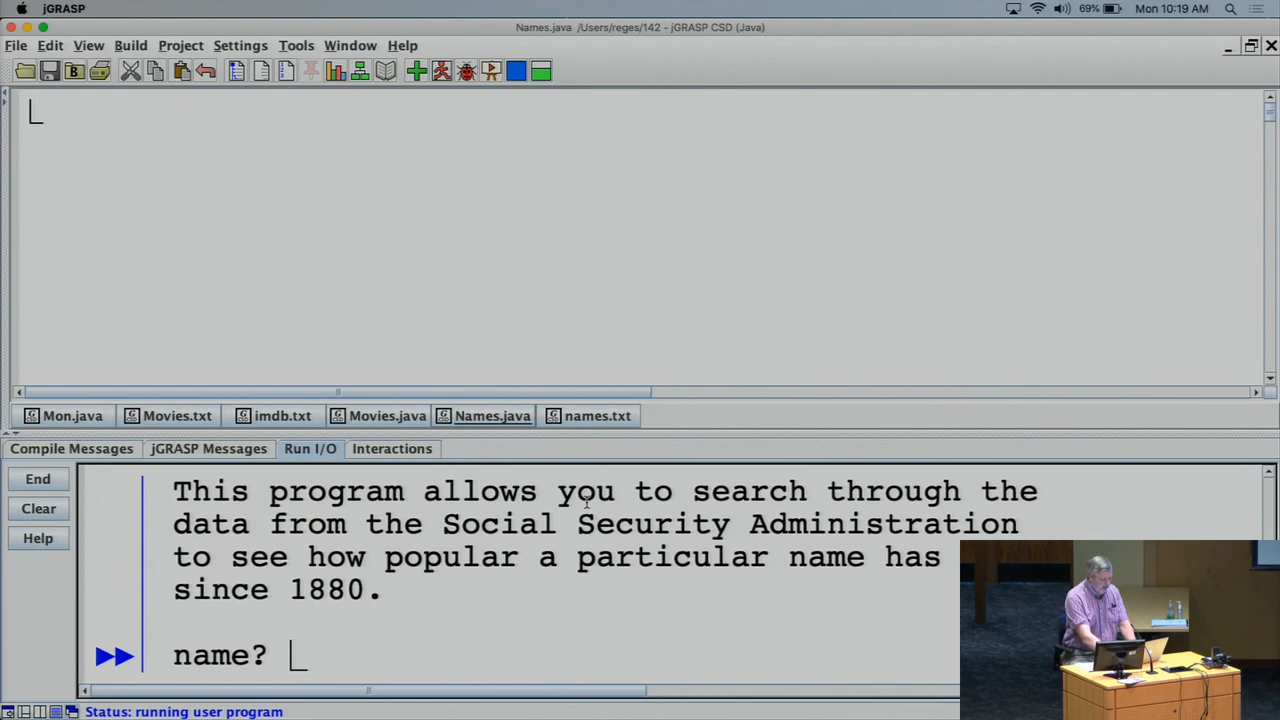 jGRASP
69%
Mon 10:19 AM
Names.java /Users/reges/142 - jGRASP CSD (Java)
File Edit View Build Project Settings Tools Window Help
Mon.java Movies.txt imdb.txt Movies.java Names.java names.txt
Compile Messages jGRASP Messages Run I/O Interactions
End
Clear
Help
This program allows you to search through the
data from the Social Security Administration
to see how popular a particular name has
since 1880.
name?
Status: running user program